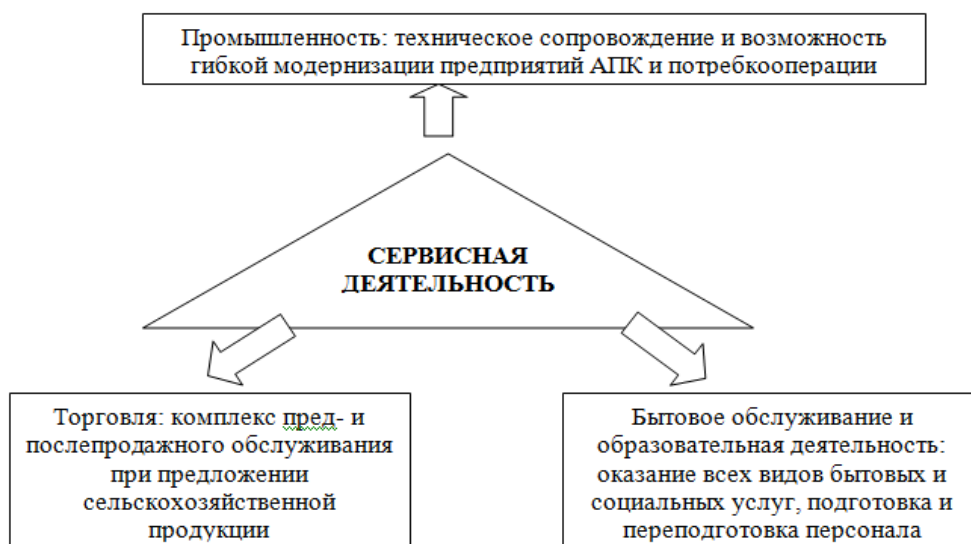 Промышленность: техническое сопровождение и возможность
гибкой модернизации предприятий АПК и потребкооперации
СЕРВИСНАЯ
ДЕЯТЕЛЬНОСТЬ
Торговля: комплекс пред- и
послепродажного обслуживания
при предложении
сельскохозяйственной
продукции
Бытовое обслуживание и
образовательная деятельность:
оказание всех видов бытовых и
социальных услуг, подготовка и
переподготовка персонала